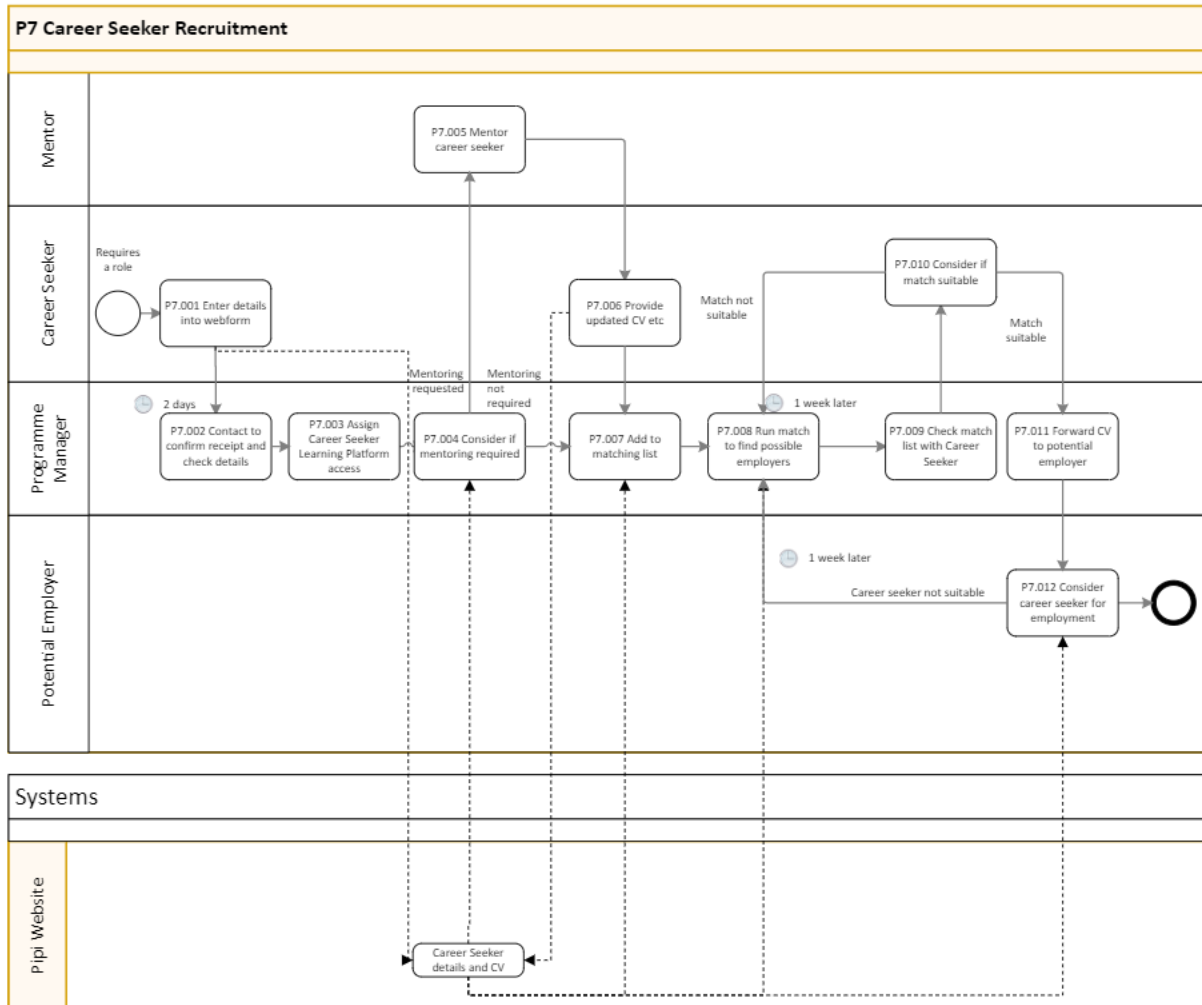 P7 Career Seeker Recruitment
Mentor
P7.005 Mentor
career seeker
Career Seeker
Requires
a role
P7.001 Enter details
into webform
P7.006 Provide
updated CV etc
Match not
suitable
P7.010 Consider if
match suitable
Match
suitable
Mentoring
requested
Mentoring
not
required
Programme
Manager
2 days
P7.002 Contact to
confirm receipt and
check details
P7.003 Assign
Career Seeker
Learning Platform
access
P7.004 Consider if
mentoring required
P7.007 Add to
matching list
1 week later
P7.008 Run match
to find possible
employers
P7.009 Check match
list with Career
Seeker
P7.011 Forward CV
to potential
employer
Potential Employer
1 week later
Career seeker not suitable
P7.012 Consider
career seeker for
employment
Systems
Pipi Website
Career Seeker
details and CV